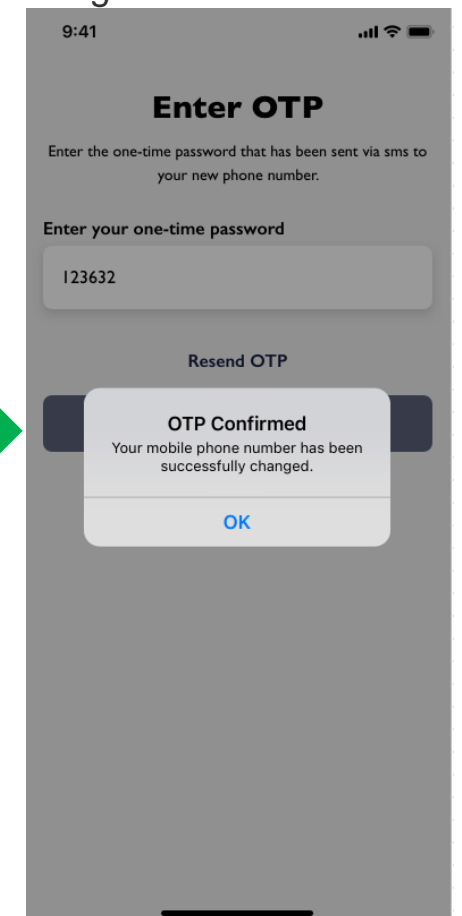 9:41
Enter OTP
Enter the one-time password that has been sent via sms to
your new phone number.
Enter your one-time password
123632
Resend OTP
OTP Confirmed
Your mobile phone number has been
successfully changed.
OK